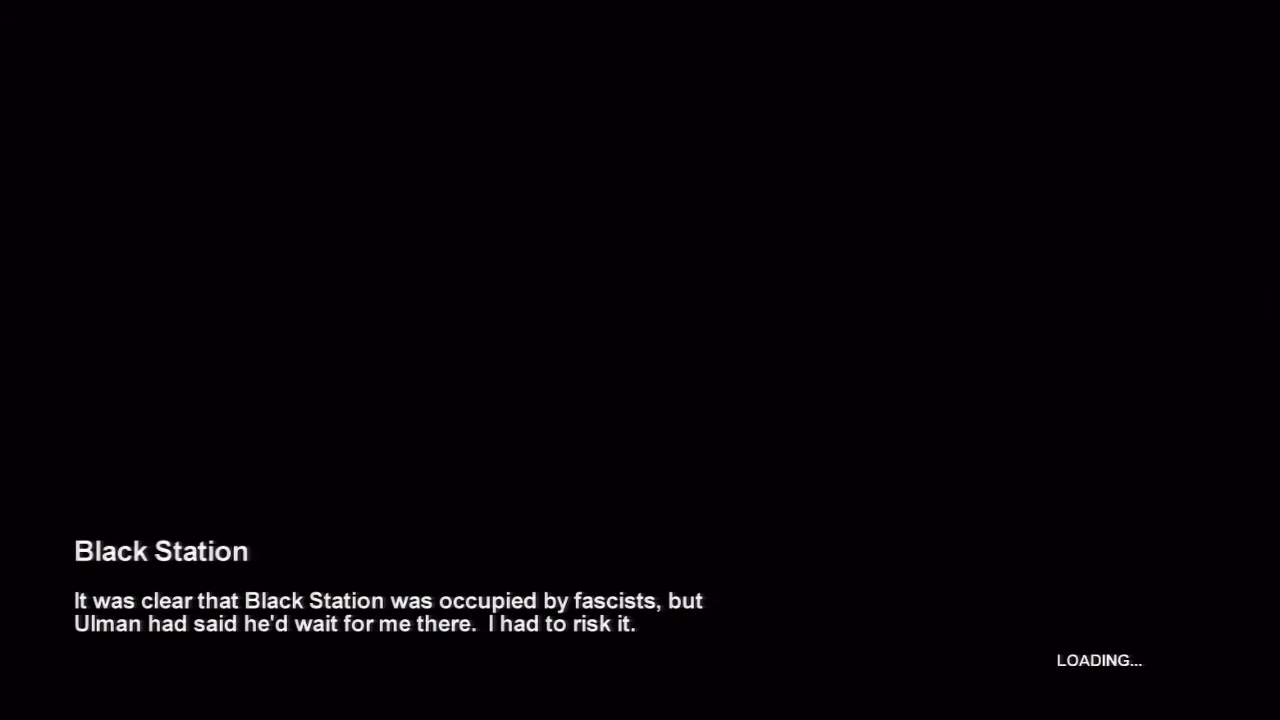 Black Station
It was clear that Black Station was occupied by fascists, but
Ulman had said he'd wait for me there.  I had to risk it.
LOADING...